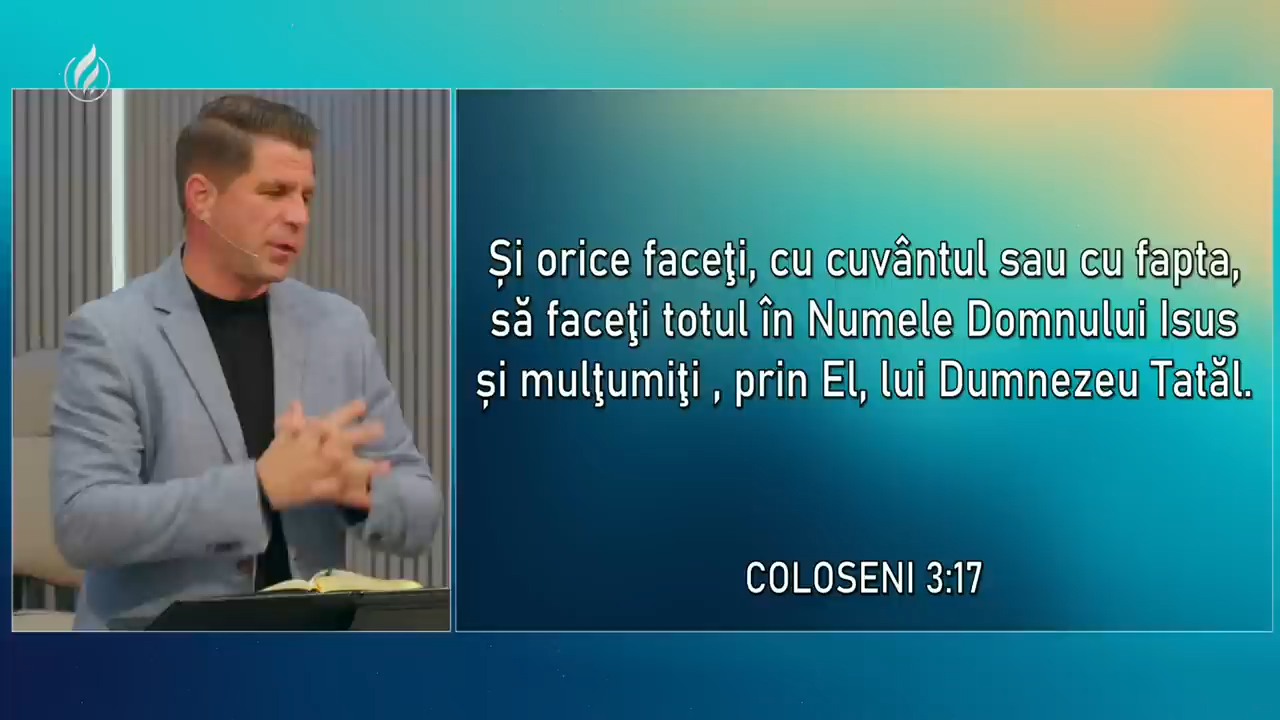 Și orice faceţi, cu cuvântul sau cu fapta,
să faceţi totul în Numele Domnului Isus
și mulţumiţi , prin El, lui Dumnezeu Tatăl.
COLOSENI 3:17